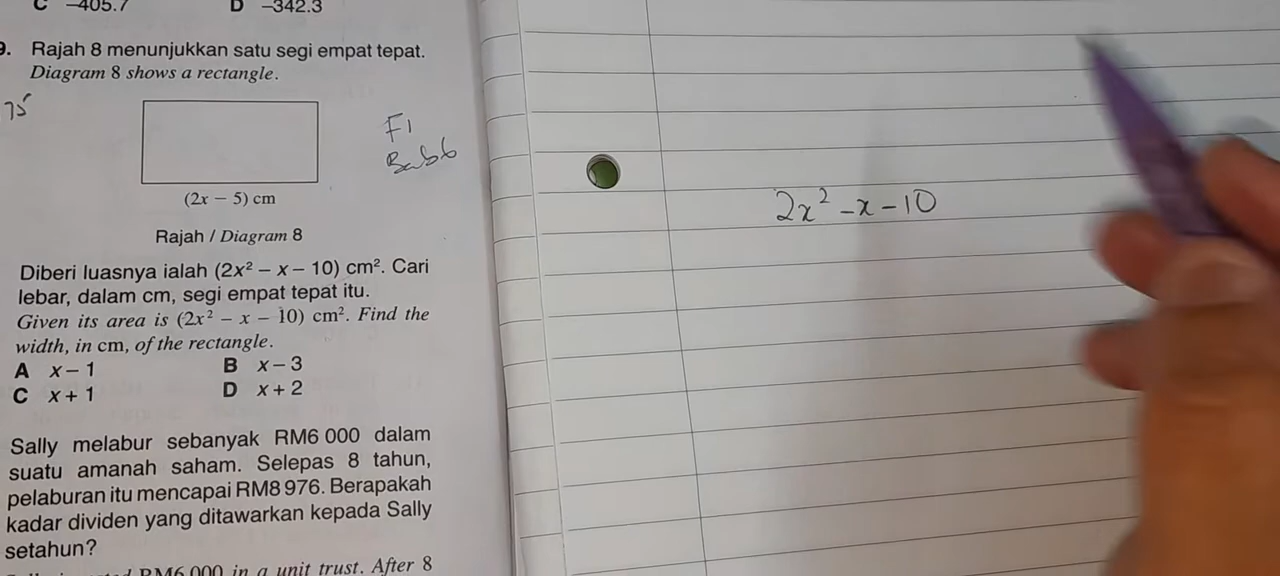 C –405.7 D –342.3
9. Rajah 8 menunjukkan satu segi empat tepat.
Diagram 8 shows a rectangle.
75
F1
Bab 6
(2x – 5) cm
Rajah / Diagram 8
Diberi luasnya ialah (2x² – x – 10) cm². Cari
lebar, dalam cm, segi empat tepat itu.
Given its area is (2x² – x – 10) cm². Find the
width, in cm, of the rectangle.
A x – 1 B x – 3
C x + 1 D x + 2
Sally melabur sebanyak RM6 000 dalam
suatu amanah saham. Selepas 8 tahun,
pelaburan itu mencapai RM8 976. Berapakah
kadar dividen yang ditawarkan kepada Sally
setahun?
RM6 000 in a unit trust. After 8
2x² – x – 10